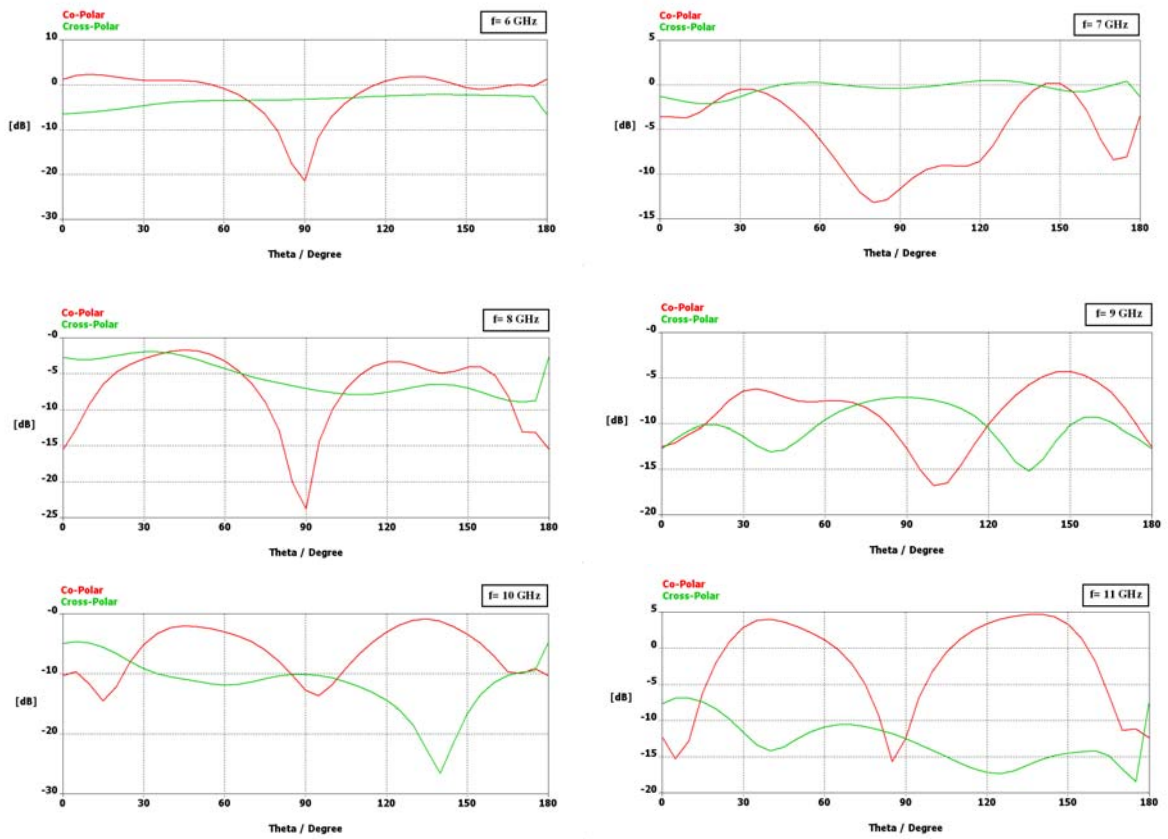 Co-Polar
Cross-Polar
f= 6 GHz
10
0
-10
-20
-30
[dB]
0 30 60 90 120 150 180
Theta / Degree
Co-Polar
Cross-Polar
f= 7 GHz
5
0
-5
-10
-15
[dB]
0 30 60 90 120 150 180
Theta / Degree
Co-Polar
Cross-Polar
f= 8 GHz
-0
-5
-10
-15
-20
-25
[dB]
0 30 60 90 120 150 180
Theta / Degree
Co-Polar
Cross-Polar
f= 9 GHz
-0
-5
-10
-15
-20
[dB]
0 30 60 90 120 150 180
Theta / Degree
Co-Polar
Cross-Polar
f= 10 GHz
-0
-10
-20
-30
[dB]
0 30 60 90 120 150 180
Theta / Degree
Co-Polar
Cross-Polar
f= 11 GHz
5
0
-5
-10
-15
-20
[dB]
0 30 60 90 120 150 180
Theta / Degree